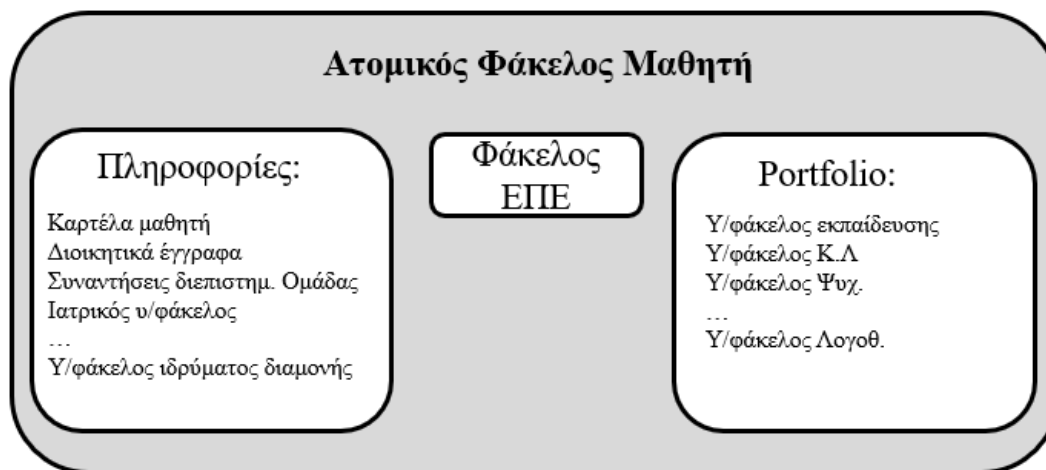 Ατομικός Φάκελος Μαθητή
Πληροφορίες:
Καρτέλα μαθητή
Διοικητικά έγγραφα
Συναντήσεις διεπιστημ. Ομάδας
Ιατρικός υ/φάκελος
…
Υ/φάκελος ιδρύματος διαμονής
Φάκελος
ΕΠΕ
Portfolio:
Υ/φάκελος εκπαίδευσης
Υ/φάκελος Κ.Λ
Υ/φάκελος Ψυχ.
…
Υ/φάκελος Λογοθ.